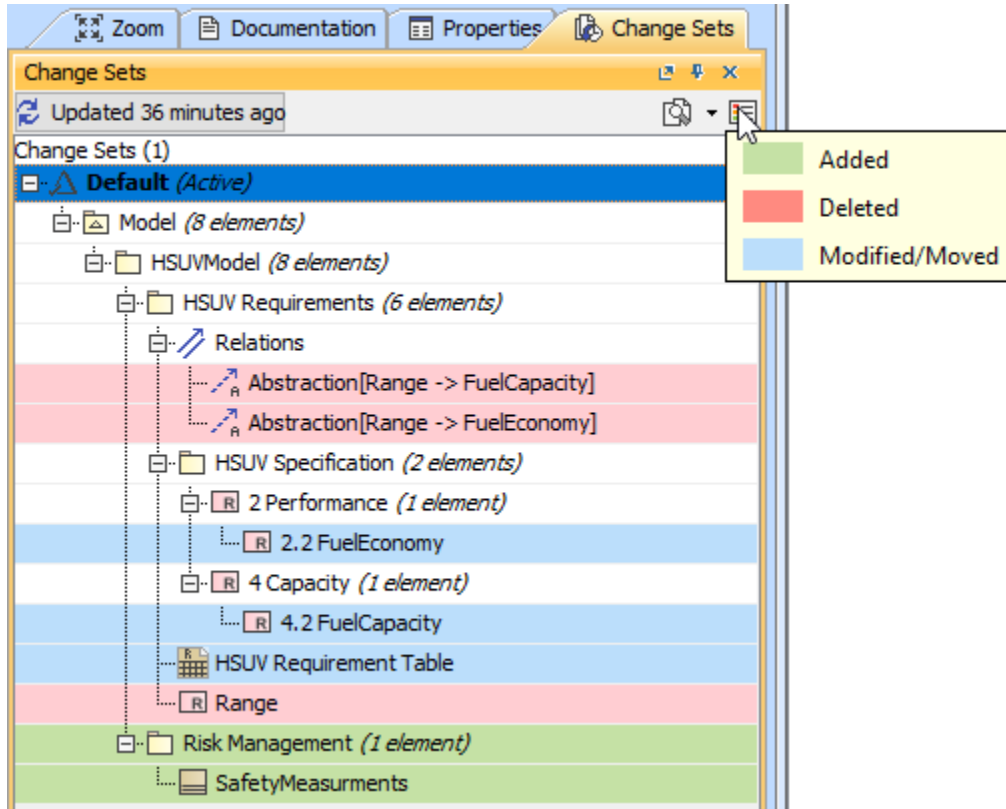 Zoom
Documentation
Properties
Change Sets
Change Sets
Updated 36 minutes ago
Change Sets (1)
Default (Active)
Added
Deleted
Modified/Moved
Model (8 elements)
HSUVModel (8 elements)
HSUV Requirements (6 elements)
Relations
A Abstraction[Range -> FuelCapacity]
A Abstraction[Range -> FuelEconomy]
HSUV Specification (2 elements)
R 2 Performance (1 element)
R 2.2 FuelEconomy
R 4 Capacity (1 element)
R 4.2 FuelCapacity
R HSUV Requirement Table
R Range
Risk Management (1 element)
SafetyMeasurments